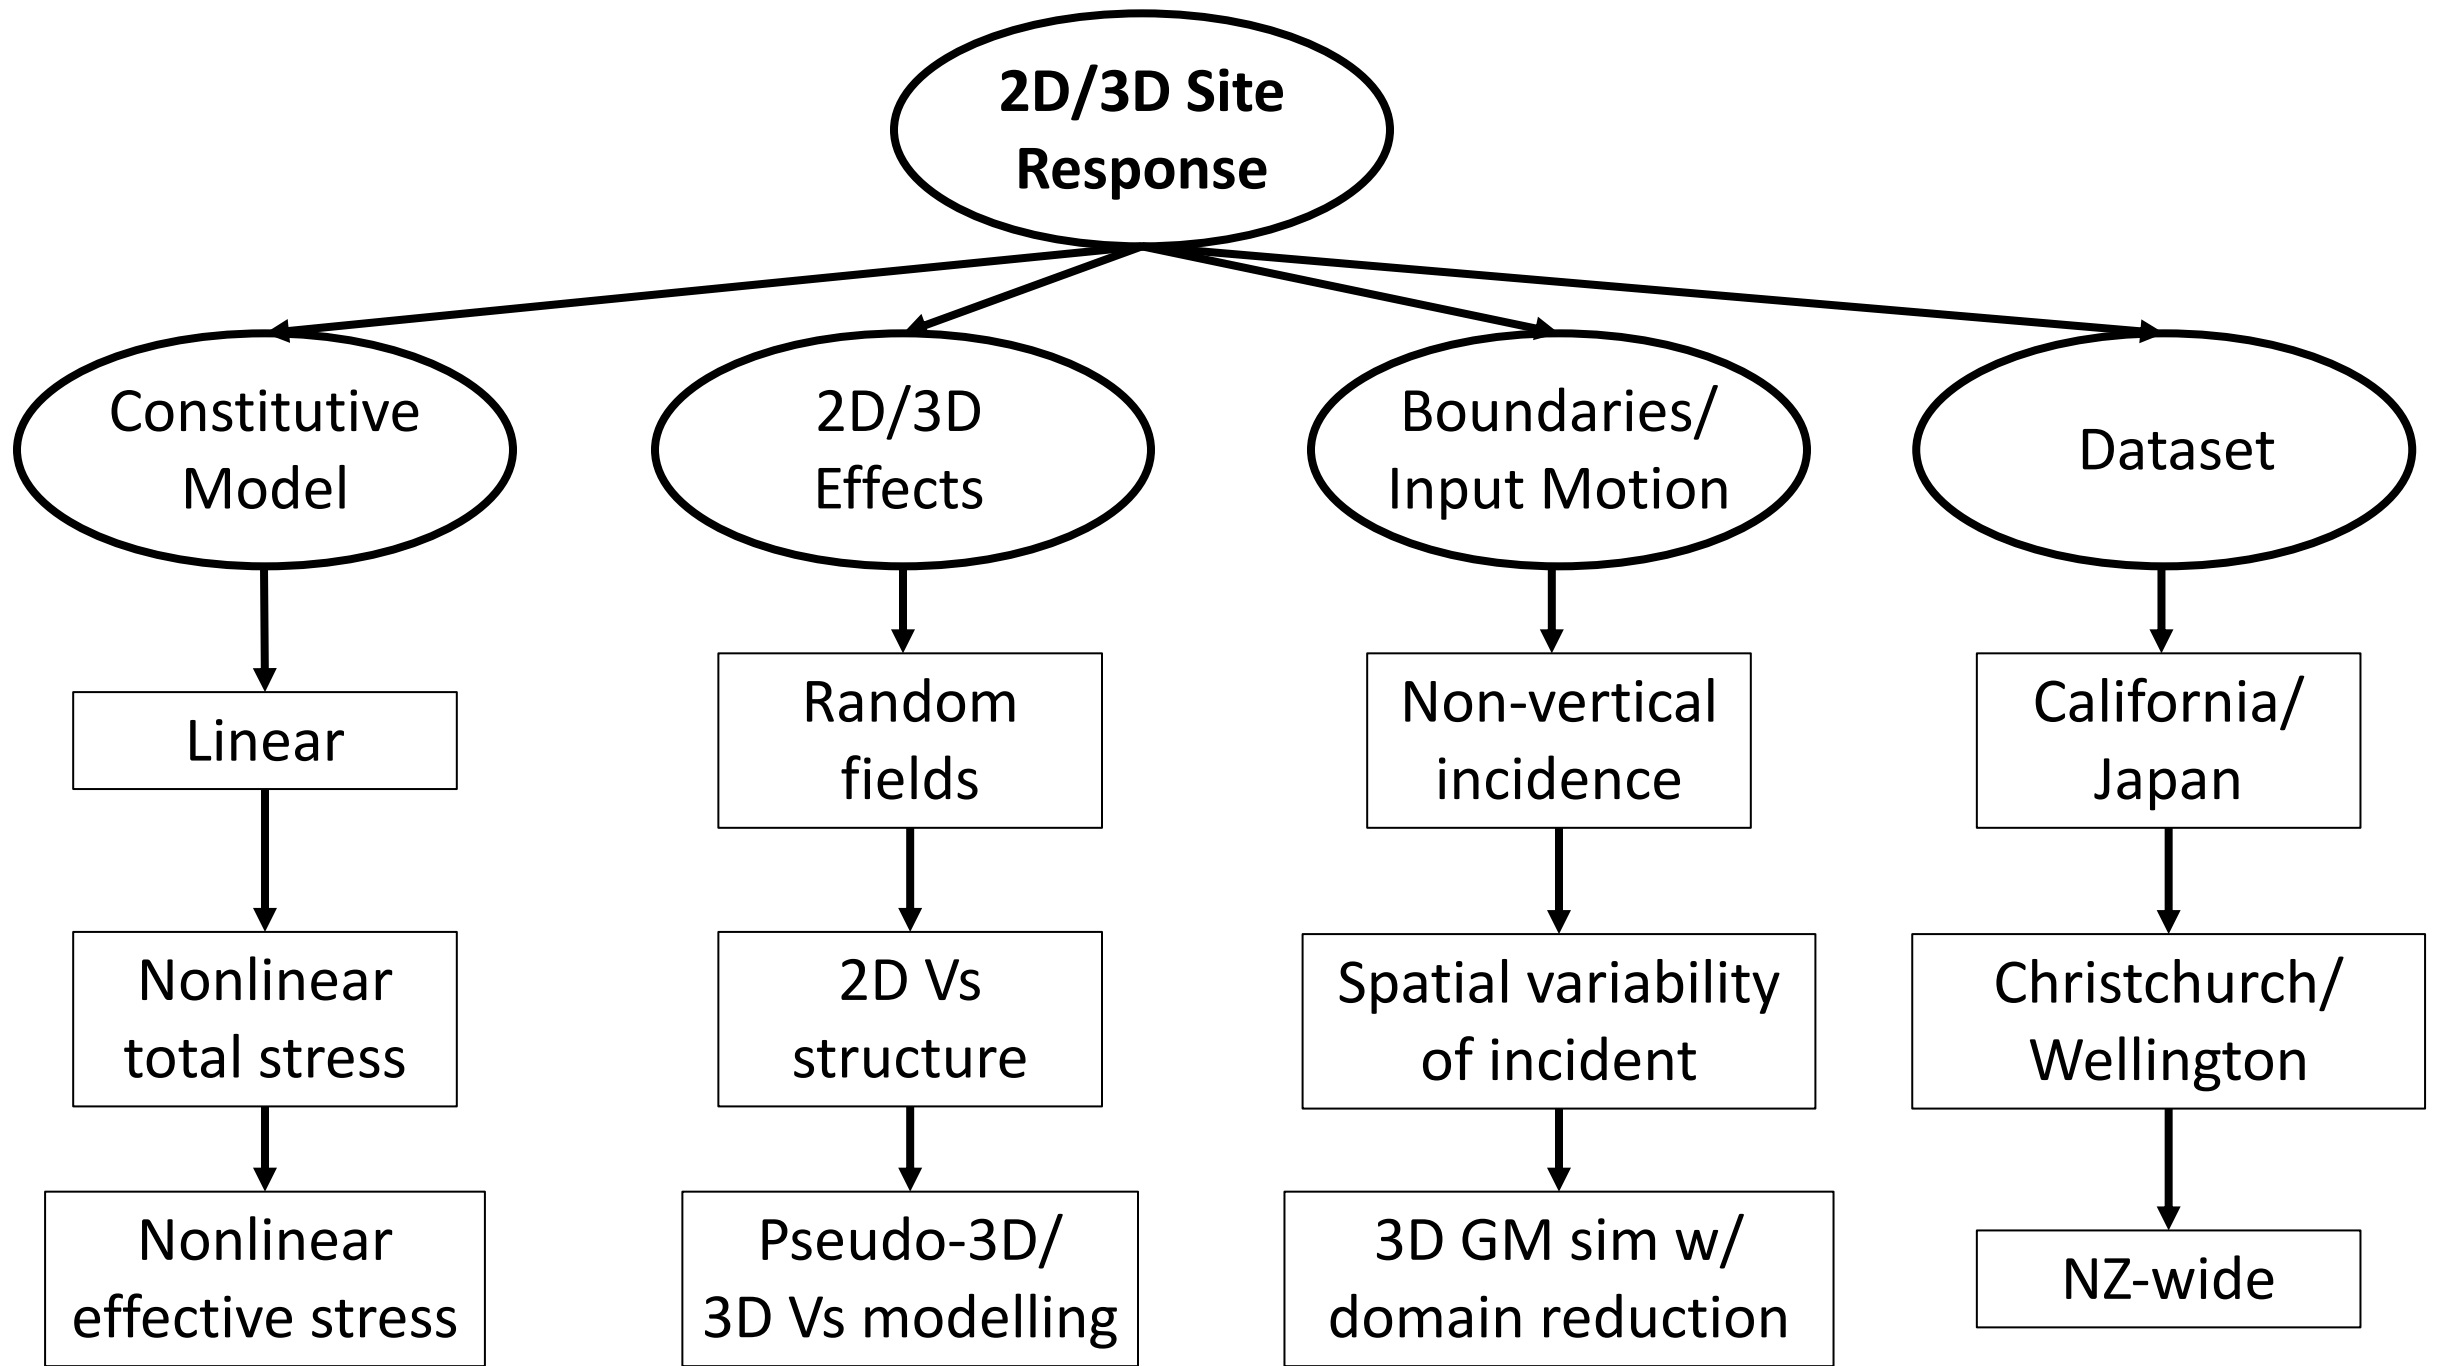 2D/3D Site
Response
Constitutive
Model
2D/3D
Effects
Boundaries/
Input Motion
Dataset
Linear
Random
fields
Non-vertical
incidence
California/
Japan
Nonlinear
total stress
2D Vs
structure
Spatial variability
of incident
Christchurch/
Wellington
Nonlinear
effective stress
Pseudo-3D/
3D Vs modelling
3D GM sim w/
domain reduction
NZ-wide